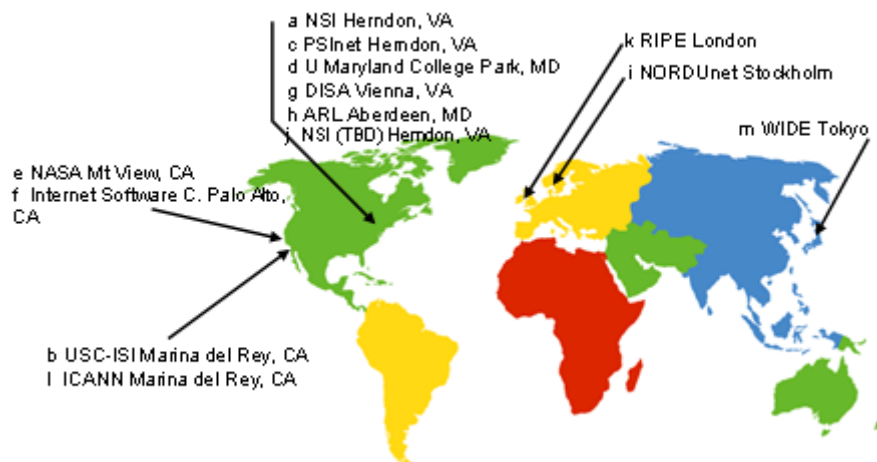 a NSI Herndon, VA
c PSInet Herndon, VA
d U Maryland College Park, MD
g DISA Vienna, VA
h ARL Aberdeen, MD
j NSI (TBD) Herndon, VA
k RIPE London
i NORDUnet Stockholm
m WIDE Tokyo
e NASA Mt View, CA
f Internet Software C. Palo Alto,
CA
b USC-ISI Marina del Rey, CA
l ICANN Marina del Rey, CA